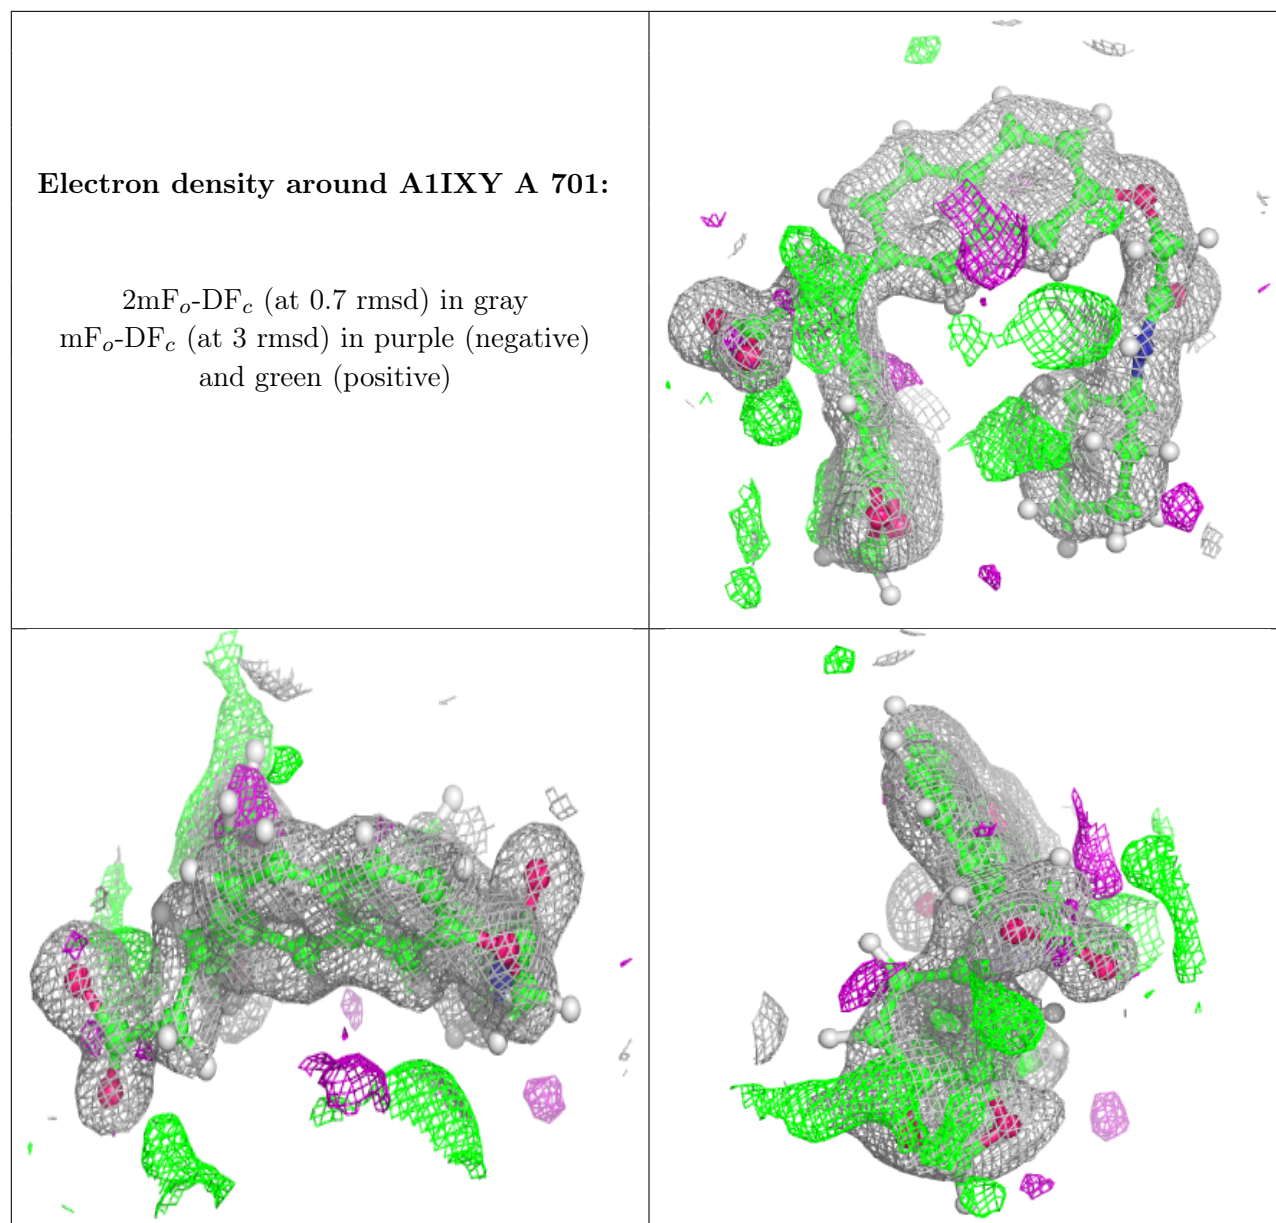 Electron density around A1IXY A 701:
2mFo-DFc (at 0.7 rmsd) in gray
mFo-DFc (at 3 rmsd) in purple (negative)
and green (positive)